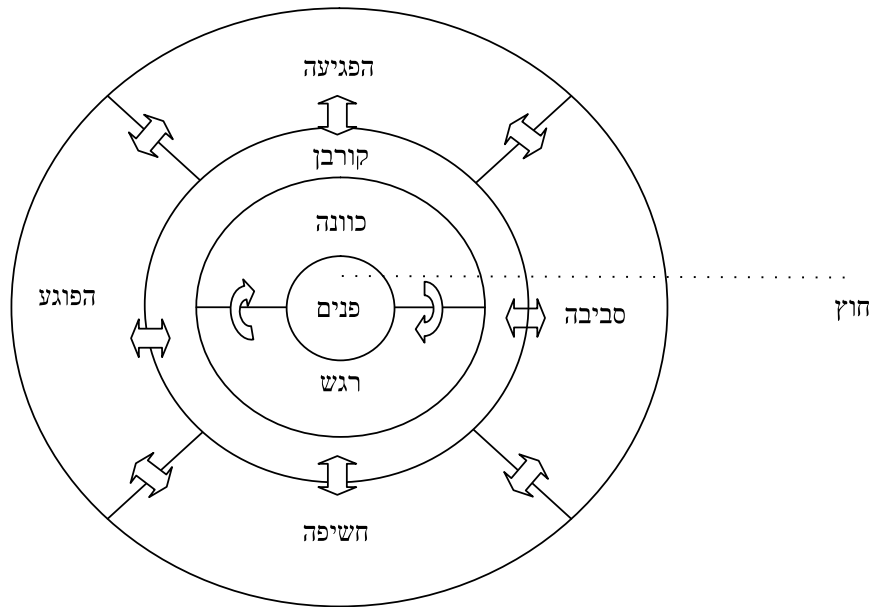 הפגיעה
קורבן
כוונה
הפוגע
פנים
סביבה
חוץ
רגש
חשיפה